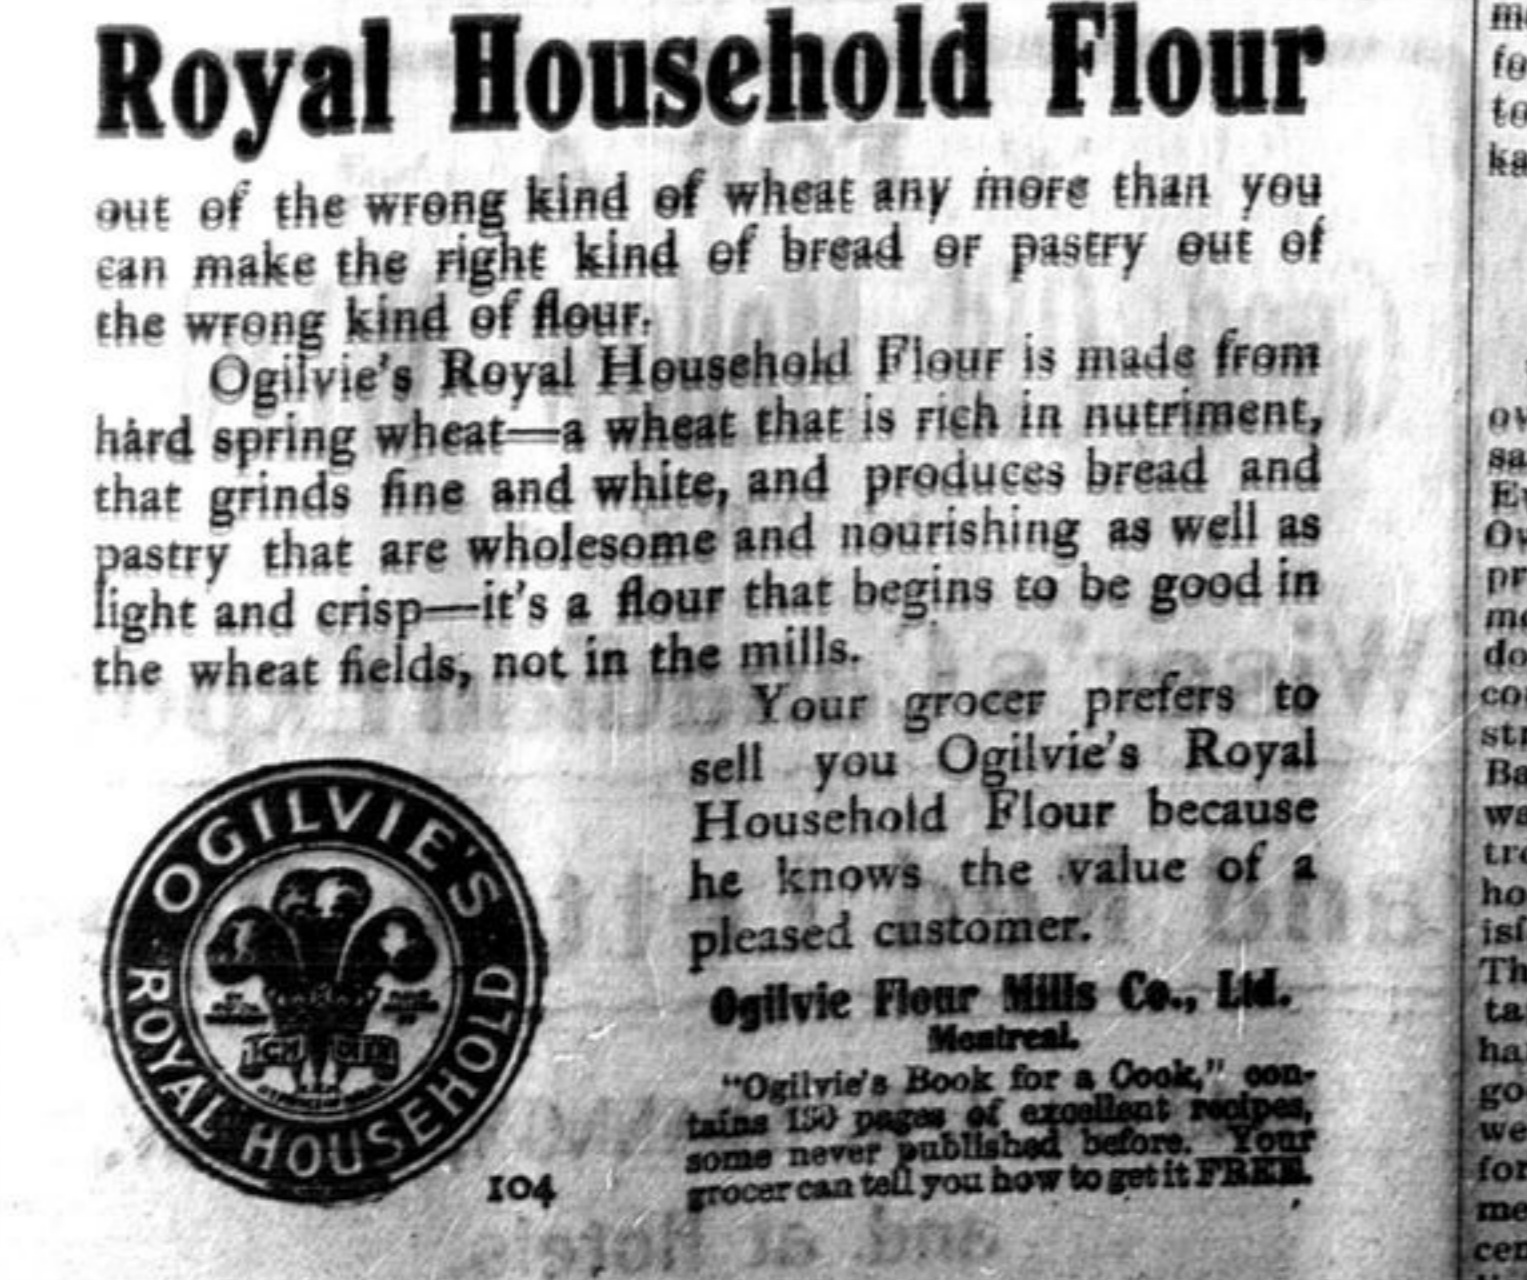 Royal Household Flour
out of the wrong kind of wheat any more than you
can make the right kind of bread or pastry out of
the wrong kind of flour.
Ogilvie's Royal Household Flour is made from
hard spring wheat—a wheat that is rich in nutriment,
that grinds fine and white, and produces bread and
pastry that are wholesome and nourishing as well as
light and crisp—it's a flour that begins to be good in
the wheat fields, not in the mills.
Your grocer prefers to
sell you Ogilvie's Royal
Household Flour because
he knows the value of a
pleased customer.
Ogilvie Flour Mills Co., Ltd.
Montreal.
"Ogilvie's Book for a Cook," con-
tains 130 pages of excellent recipes,
some never published before. Your
grocer can tell you how to get it FREE.
OGILVIE'S
ROYAL HOUSEHOLD
ICH DIEN
104